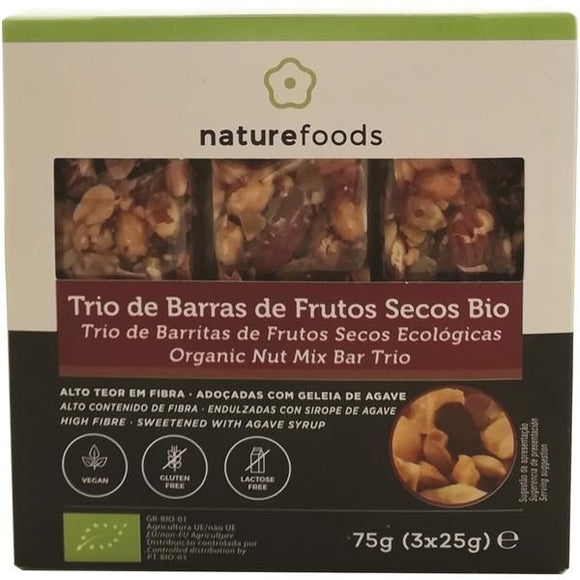 naturefoods
Trio de Barras de Frutos Secos Bio
Trio de Barritas de Frutos Secos Ecológicas
Organic Nut Mix Bar Trio
ALTO TEOR EM FIBRA · ADOÇADAS COM GELEIA DE AGAVE
ALTO CONTENIDO DE FIBRA · ENDULZADAS CON SIROPE DE AGAVE
HIGH FIBRE · SWEETENED WITH AGAVE SYRUP
VEGAN
GLUTEN
FREE
LACTOSE
FREE
Sugestão de apresentação
Sugerencia de presentación
Serving suggestion
GR-BIO-01
Agricultura UE/não UE
EU/non-EU Agriculture
Distribuição controlada por
Controlled distribution by
PT-BIO-03
75g (3x25g) e